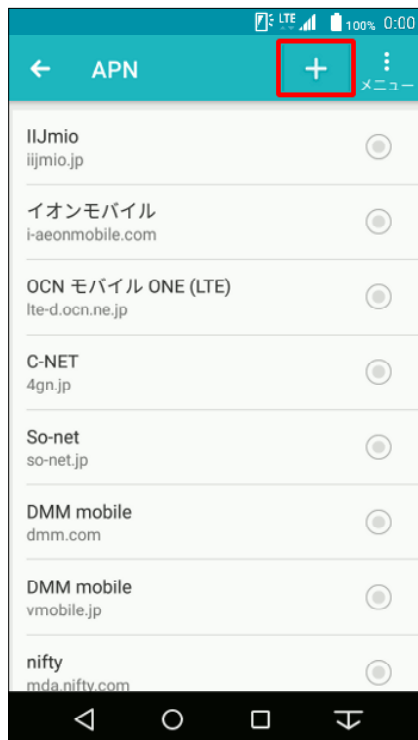 LTE 100% 0:00
APN
メニュー
IIJmio
iijmio.jp
イオンモバイル
i-aeonmobile.com
OCN モバイル ONE (LTE)
lte-d.ocn.ne.jp
C-NET
4gn.jp
So-net
so-net.jp
DMM mobile
dmm.com
DMM mobile
vmobile.jp
nifty
mda.nifty.com